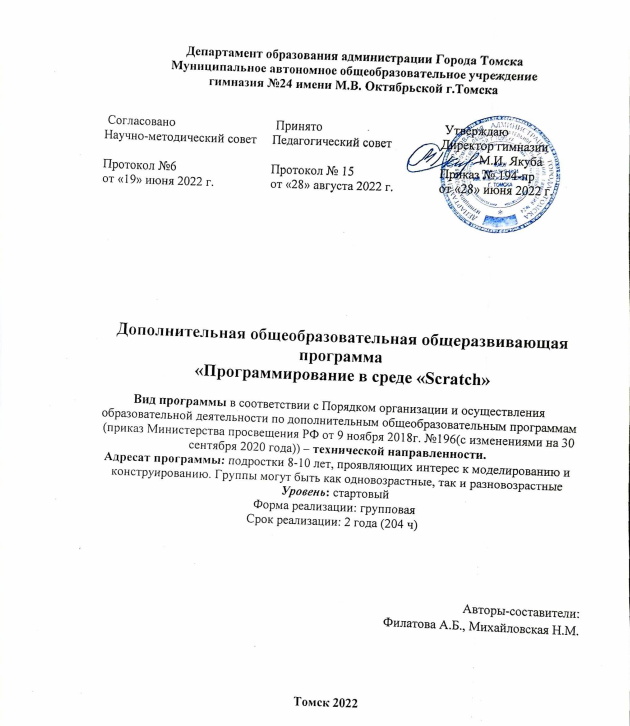 Департамент образования администрации Города Томска
Муниципальное автономное общеобразовательное учреждение
гимназия №24 имени М.В. Октябрьской г.Томска
Согласовано
Научно-методический совет
Протокол №6
от «19» июня 2022 г.
Принято
Педагогический совет
Протокол № 15
от «28» августа 2022 г.
Утверждаю
Директор гимназии
М.И. Якуба
Приказ № 194-пр
от «28» июня 2022 г.
Г. ТОМСКА
Дополнительная общеобразовательная общеразвивающая
программа
«Программирование в среде «Scratch»
Вид программы в соответствии с Порядком организации и осуществления
образовательной деятельности по дополнительным общеобразовательным программам
(приказ Министерства просвещения РФ от 9 ноября 2018г. №196(с изменениями на 30
сентября 2020 года)) – технической направленности.
Адресат программы: подростки 8-10 лет, проявляющих интерес к моделированию и
конструированию. Группы могут быть как одновозрастные, так и разновозрастные
Уровень: стартовый
Форма реализации: групповая
Срок реализации: 2 года (204 ч)
Авторы-составители:
Филатова А.Б., Михайловская Н.М.
Томск 2022